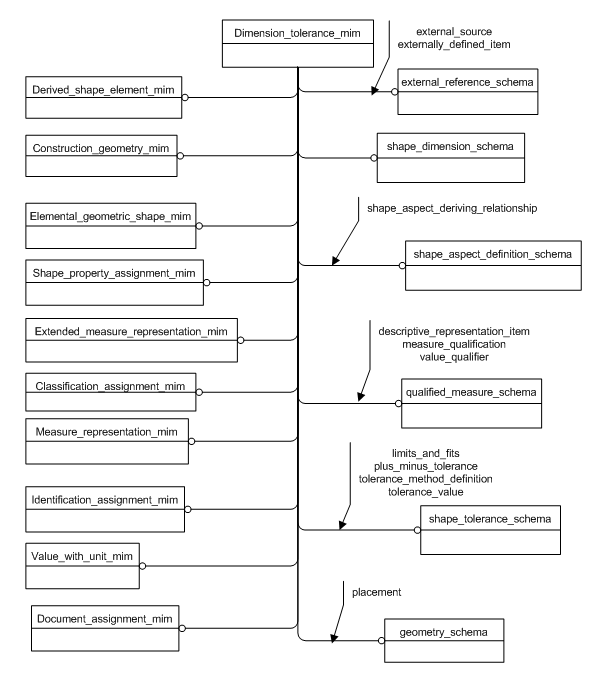 Dimension_tolerance_mim
external_source
externally_defined_item
Derived_shape_element_mim
external_reference_schema
Construction_geometry_mim
shape_dimension_schema
Elemental_geometric_shape_mim
shape_aspect_deriving_relationship
shape_aspect_definition_schema
Shape_property_assignment_mim
Extended_measure_representation_mim
descriptive_representation_item
measure_qualification
value_qualifier
Classification_assignment_mim
qualified_measure_schema
Measure_representation_mim
limits_and_fits
plus_minus_tolerance
tolerance_method_definition
tolerance_value
Identification_assignment_mim
shape_tolerance_schema
Value_with_unit_mim
placement
Document_assignment_mim
geometry_schema